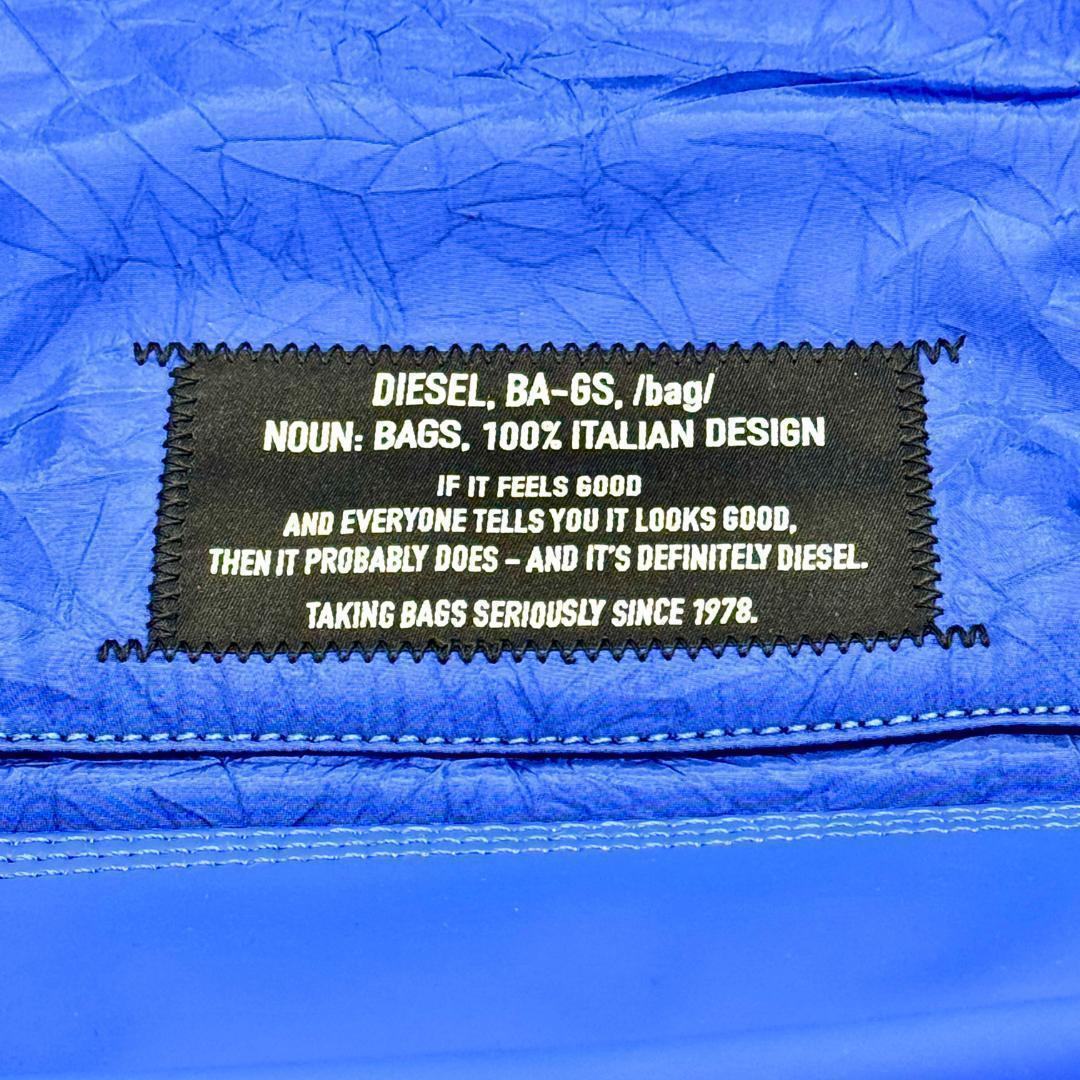 DIESEL, BA-GS, /bag/
NOUN: BAGS, 100% ITALIAN DESIGN
IF IT FEELS GOOD
AND EVERYONE TELLS YOU IT LOOKS GOOD,
THEN IT PROBABLY DOES – AND IT'S DEFINITELY DIESEL.
TAKING BAGS SERIOUSLY SINCE 1978.